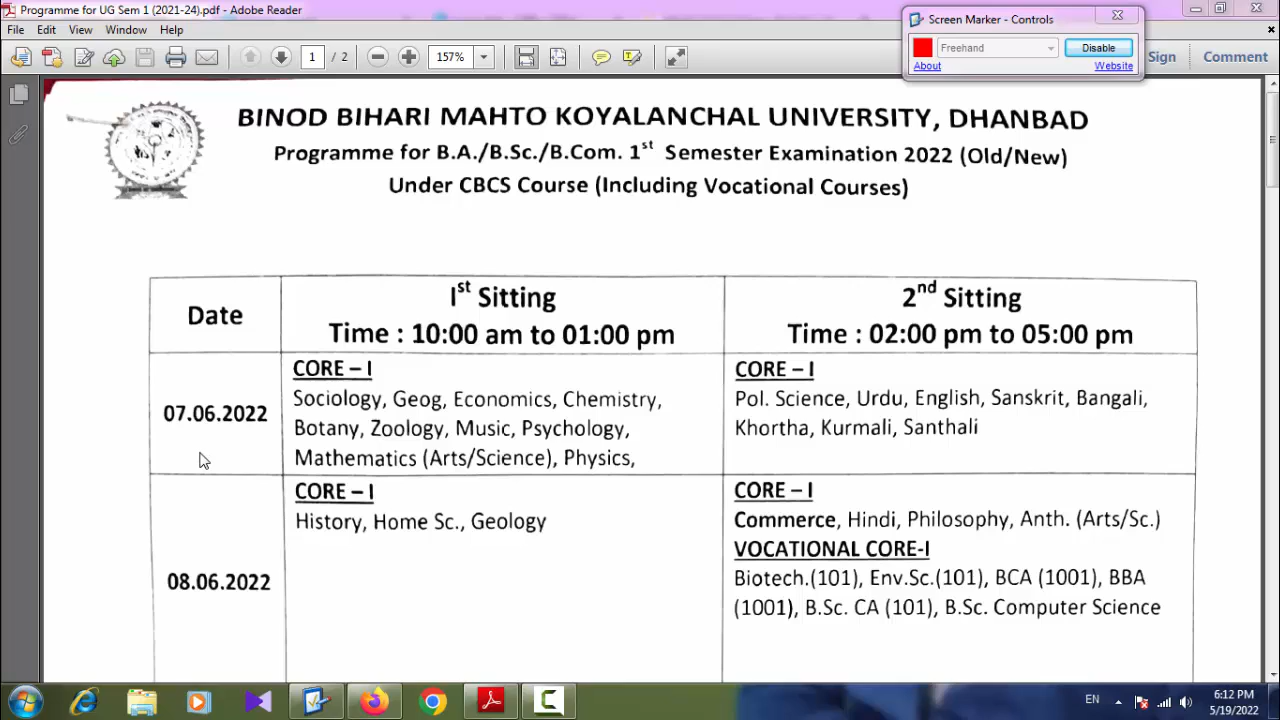 Programme for UG Sem 1 (2021-24).pdf - Adobe Reader
File Edit View Window Help
1 / 2 157% Sign Comment
Screen Marker - Controls
Freehand Disable
About Website
BINOD BIHARI MAHTO KOYALANCHAL UNIVERSITY, DHANBAD
Programme for B.A./B.Sc./B.Com. 1st Semester Examination 2022 (Old/New)
Under CBCS Course (Including Vocational Courses)
Date
Ist Sitting
Time : 10:00 am to 01:00 pm
2nd Sitting
Time : 02:00 pm to 05:00 pm
07.06.2022
CORE – I
Sociology, Geog, Economics, Chemistry,
Botany, Zoology, Music, Psychology,
Mathematics (Arts/Science), Physics,
CORE – I
Pol. Science, Urdu, English, Sanskrit, Bangali,
Khortha, Kurmali, Santhali
08.06.2022
CORE – I
History, Home Sc., Geology
CORE – I
Commerce, Hindi, Philosophy, Anth. (Arts/Sc.)
VOCATIONAL CORE-I
Biotech.(101), Env.Sc.(101), BCA (1001), BBA
(1001), B.Sc. CA (101), B.Sc. Computer Science
EN
6:12 PM
5/19/2022